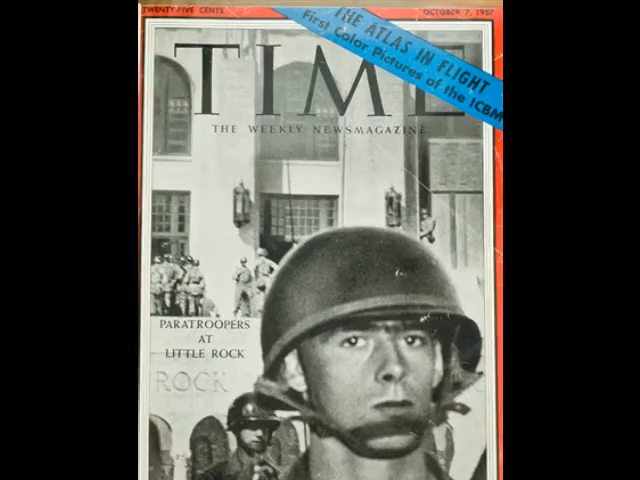 TWENTY-FIVE CENTS
OCTOBER 7, 1957
THE ATLAS IN FLIGHT
First Color Pictures of the ICBM
TIME
THE WEEKLY NEWSMAGAZINE
PARATROOPERS
AT
LITTLE ROCK
ROCK